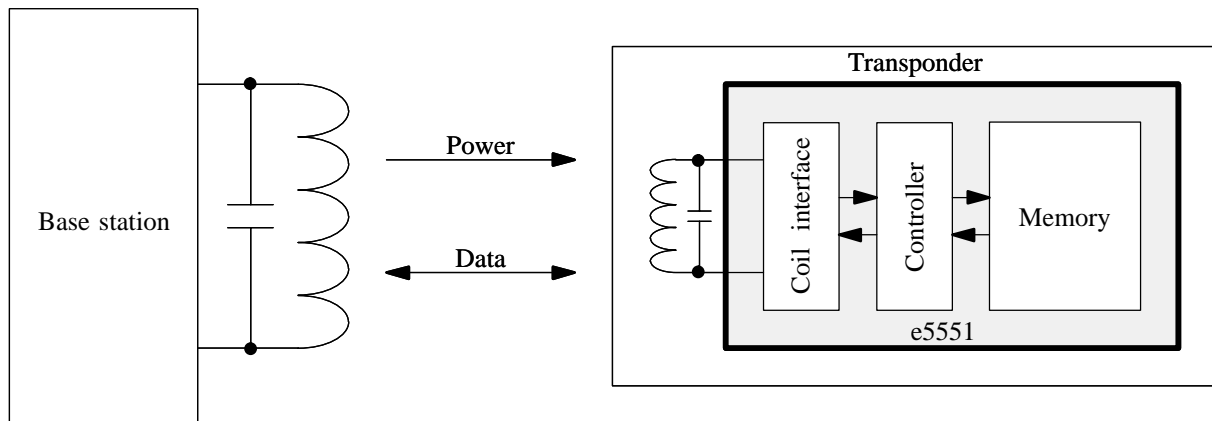 Base station
Power
Data
Transponder
Coil interface
Controller
Memory
e5551